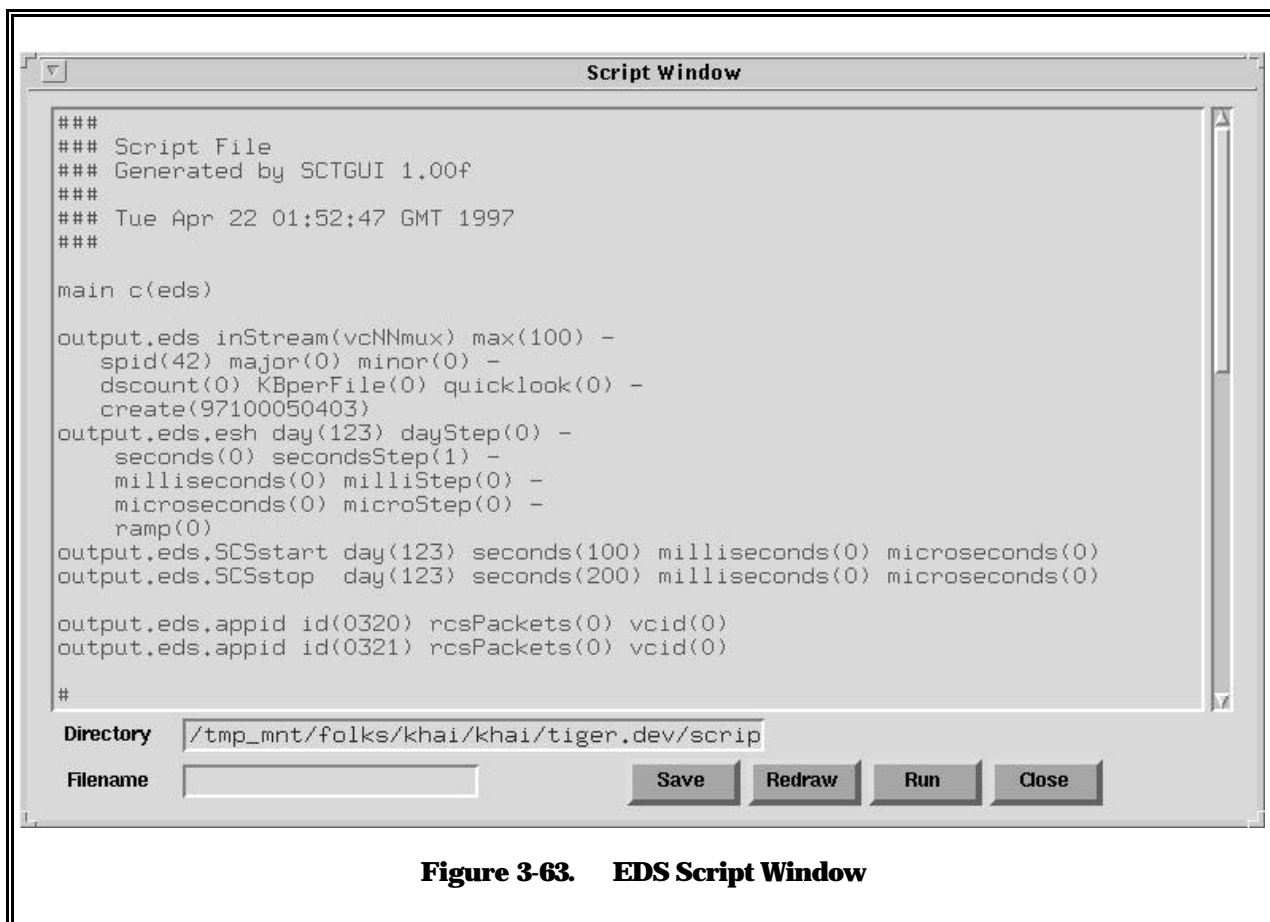 Script Window
###
### Script File
### Generated by SCTGUI 1.00f
###
### Tue Apr 22 01:52:47 GMT 1997
###
main c(eds)
output.eds inStream(vcNNmux) max(100) -
spid(42) major(0) minor(0) -
dscount(0) KBperFile(0) quicklook(0) -
create(97100050403)
output.eds.esh day(123) dayStep(0) -
seconds(0) secondsStep(1) -
milliseconds(0) milliStep(0) -
microseconds(0) microStep(0) -
ramp(0)
output.eds.SCSstart day(123) seconds(100) milliseconds(0) microseconds(0)
output.eds.SCSstop  day(123) seconds(200) milliseconds(0) microseconds(0)
output.eds.appid id(0320) rcsPackets(0) vcid(0)
output.eds.appid id(0321) rcsPackets(0) vcid(0)
#
Directory /tmp_mnt/folks/khai/khai/tiger.dev/scrip
Filename Save Redraw Run Close
Figure 3-63. EDS Script Window